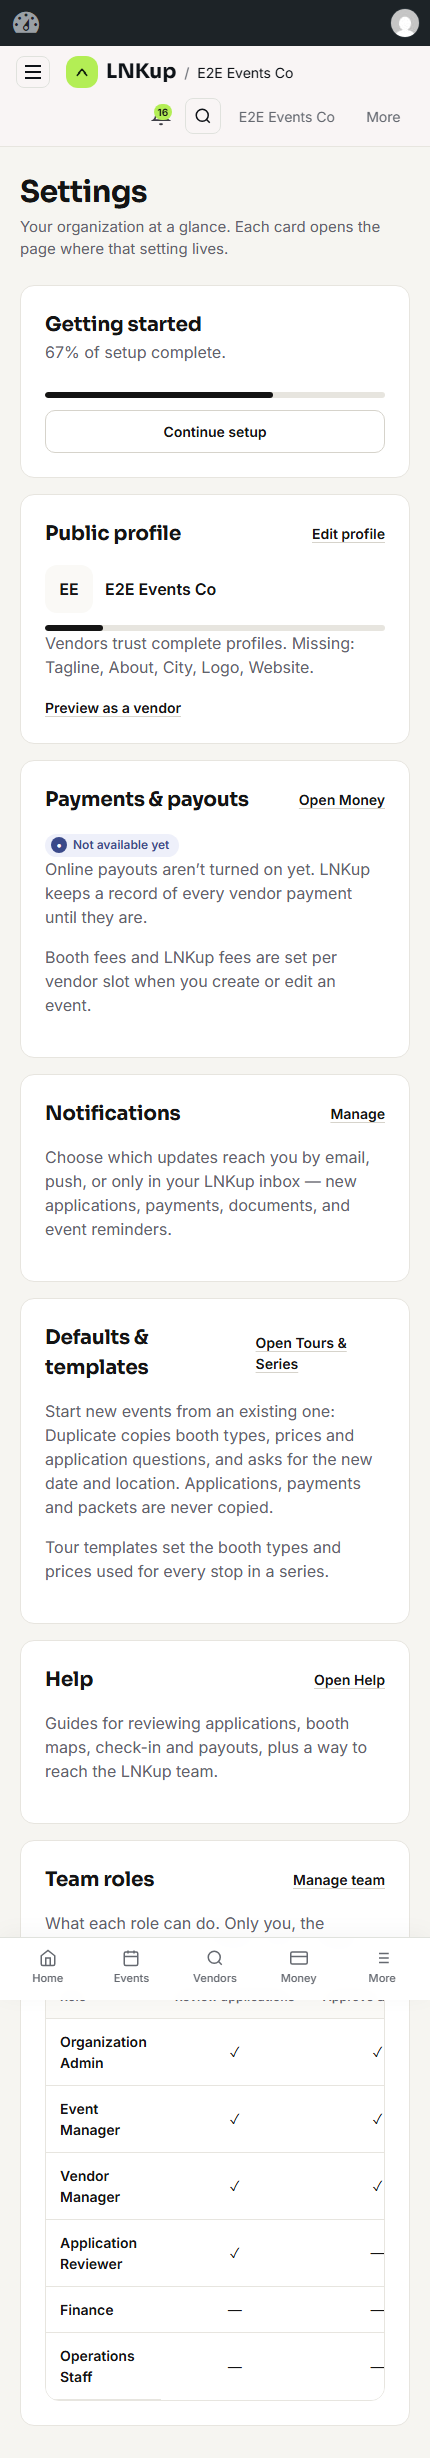 LNKup / E2E Events Co
16
E2E Events Co
More
Settings
Your organization at a glance. Each card opens the
page where that setting lives.
Getting started
67% of setup complete.
Continue setup
Public profile
Edit profile
EE
E2E Events Co
Vendors trust complete profiles. Missing:
Tagline, About, City, Logo, Website.
Preview as a vendor
Payments & payouts
Open Money
Not available yet
Online payouts aren’t turned on yet. LNKup
keeps a record of every vendor payment
until they are.
Booth fees and LNKup fees are set per
vendor slot when you create or edit an
event.
Notifications
Manage
Choose which updates reach you by email,
push, or only in your LNKup inbox — new
applications, payments, documents, and
event reminders.
Defaults &
templates
Open Tours &
Series
Start new events from an existing one:
Duplicate copies booth types, prices and
application questions, and asks for the new
date and location. Applications, payments
and packets are never copied.
Tour templates set the booth types and
prices used for every stop in a series.
Help
Open Help
Guides for reviewing applications, booth
maps, check-in and payouts, plus a way to
reach the LNKup team.
Team roles
Manage team
What each role can do. Only you, the
Home
Events
Vendors
Money
More
Organization
Admin
✓ ✓
Event
Manager
✓ ✓
Vendor
Manager
✓ ✓
Application
Reviewer
✓ —
Finance
— —
Operations
Staff
— —